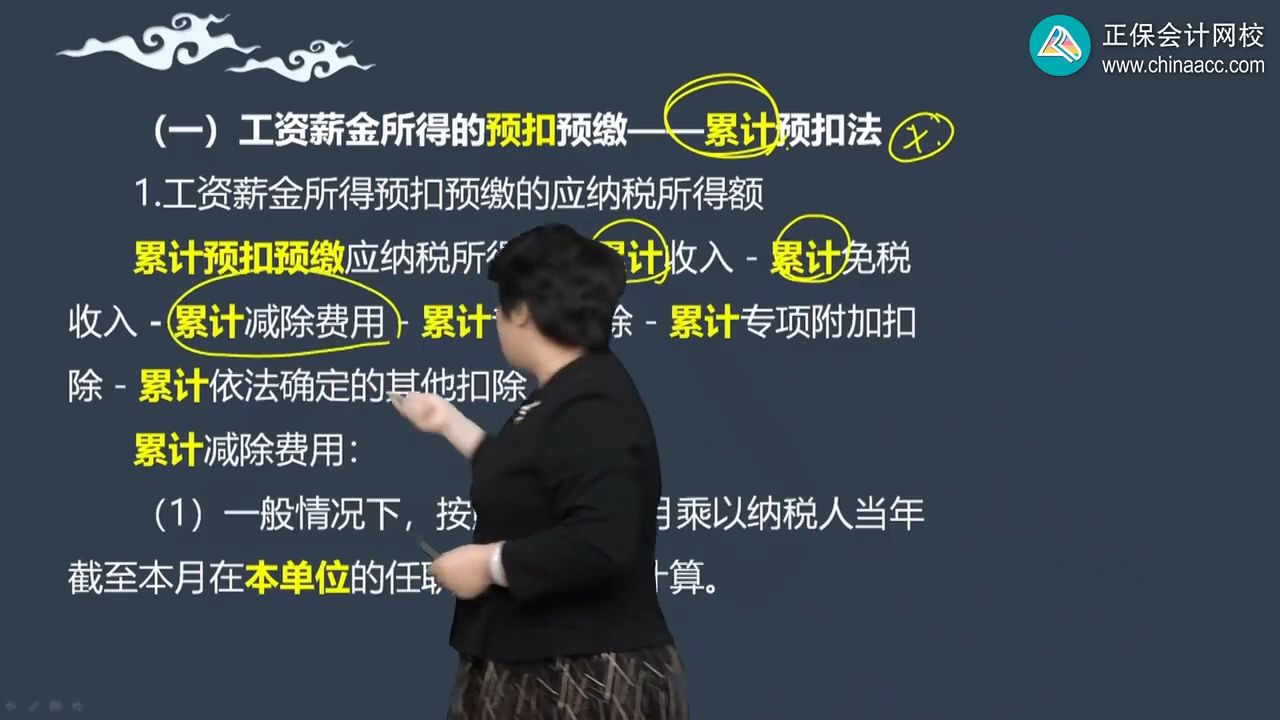 正保会计网校
www.chinaacc.com
（一）工资薪金所得的预扣预缴——累计预扣法
1.工资薪金所得预扣预缴的应纳税所得额
累计预扣预缴应纳税所得 累计收入 - 累计免税
收入 - 累计减除费用 - 累计 除 - 累计专项附加扣
除 - 累计依法确定的其他扣除
累计减除费用：
（1）一般情况下，按 月乘以纳税人当年
截至本月在本单位的任职 计算。